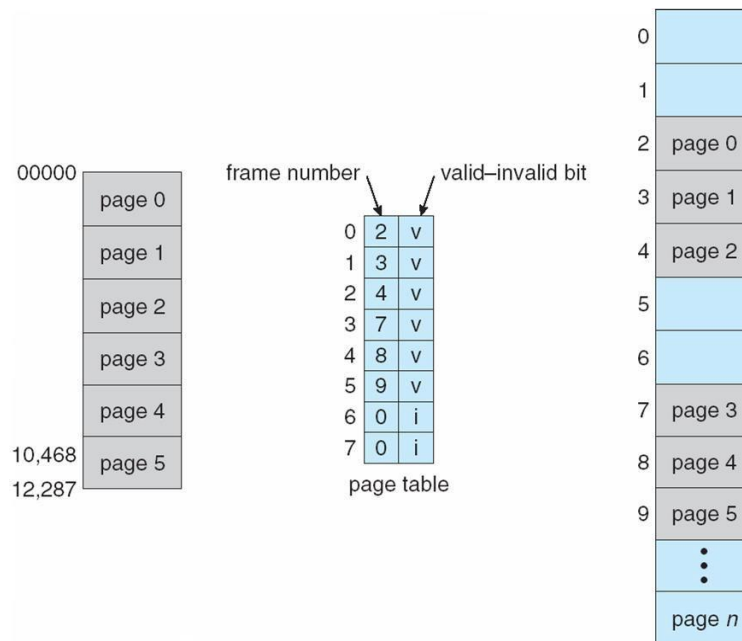 00000
page 0
page 1
page 2
page 3
page 4
10,468
page 5
12,287
frame number
valid–invalid bit
0 2 v
1 3 v
2 4 v
3 7 v
4 8 v
5 9 v
6 0 i
7 0 i
page table
0
1
2 page 0
3 page 1
4 page 2
5
6
7 page 3
8 page 4
9 page 5
page n